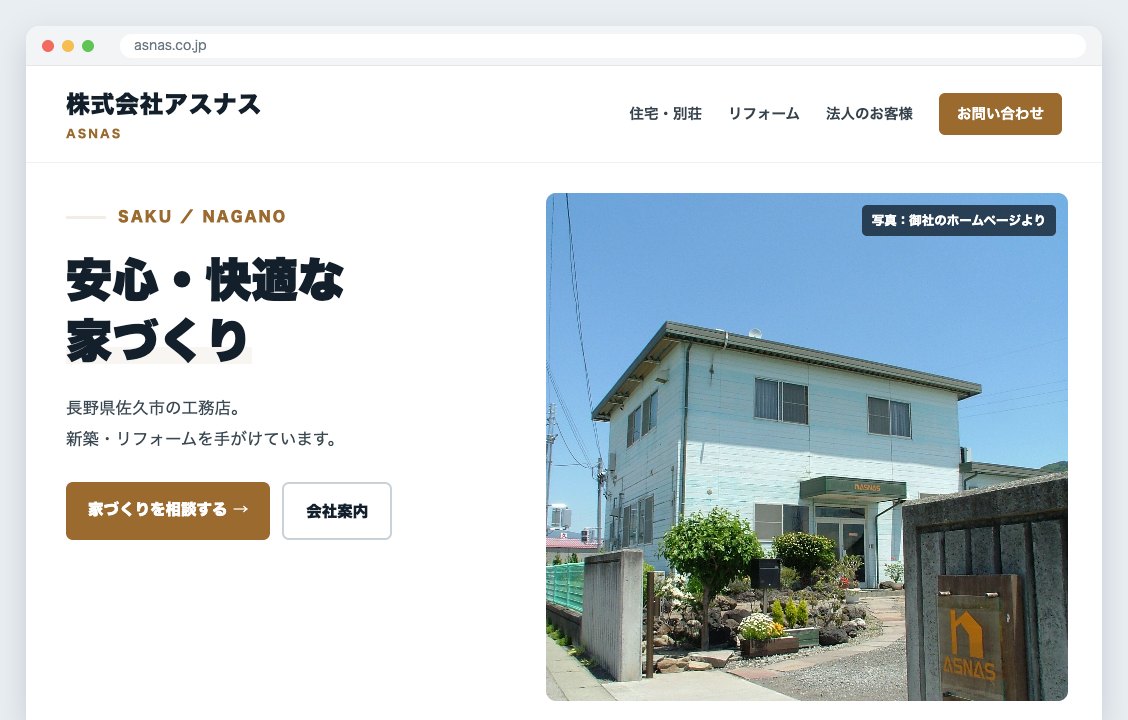 asnas.co.jp
株式会社アスナス
ASNAS
住宅・別荘 リフォーム 法人のお客様 お問い合わせ
SAKU ／ NAGANO
写真：御社のホームページより
安心・快適な
家づくり
長野県佐久市の工務店。
新築・リフォームを手がけています。
家づくりを相談する →
会社案内
ASNAS
ASNAS